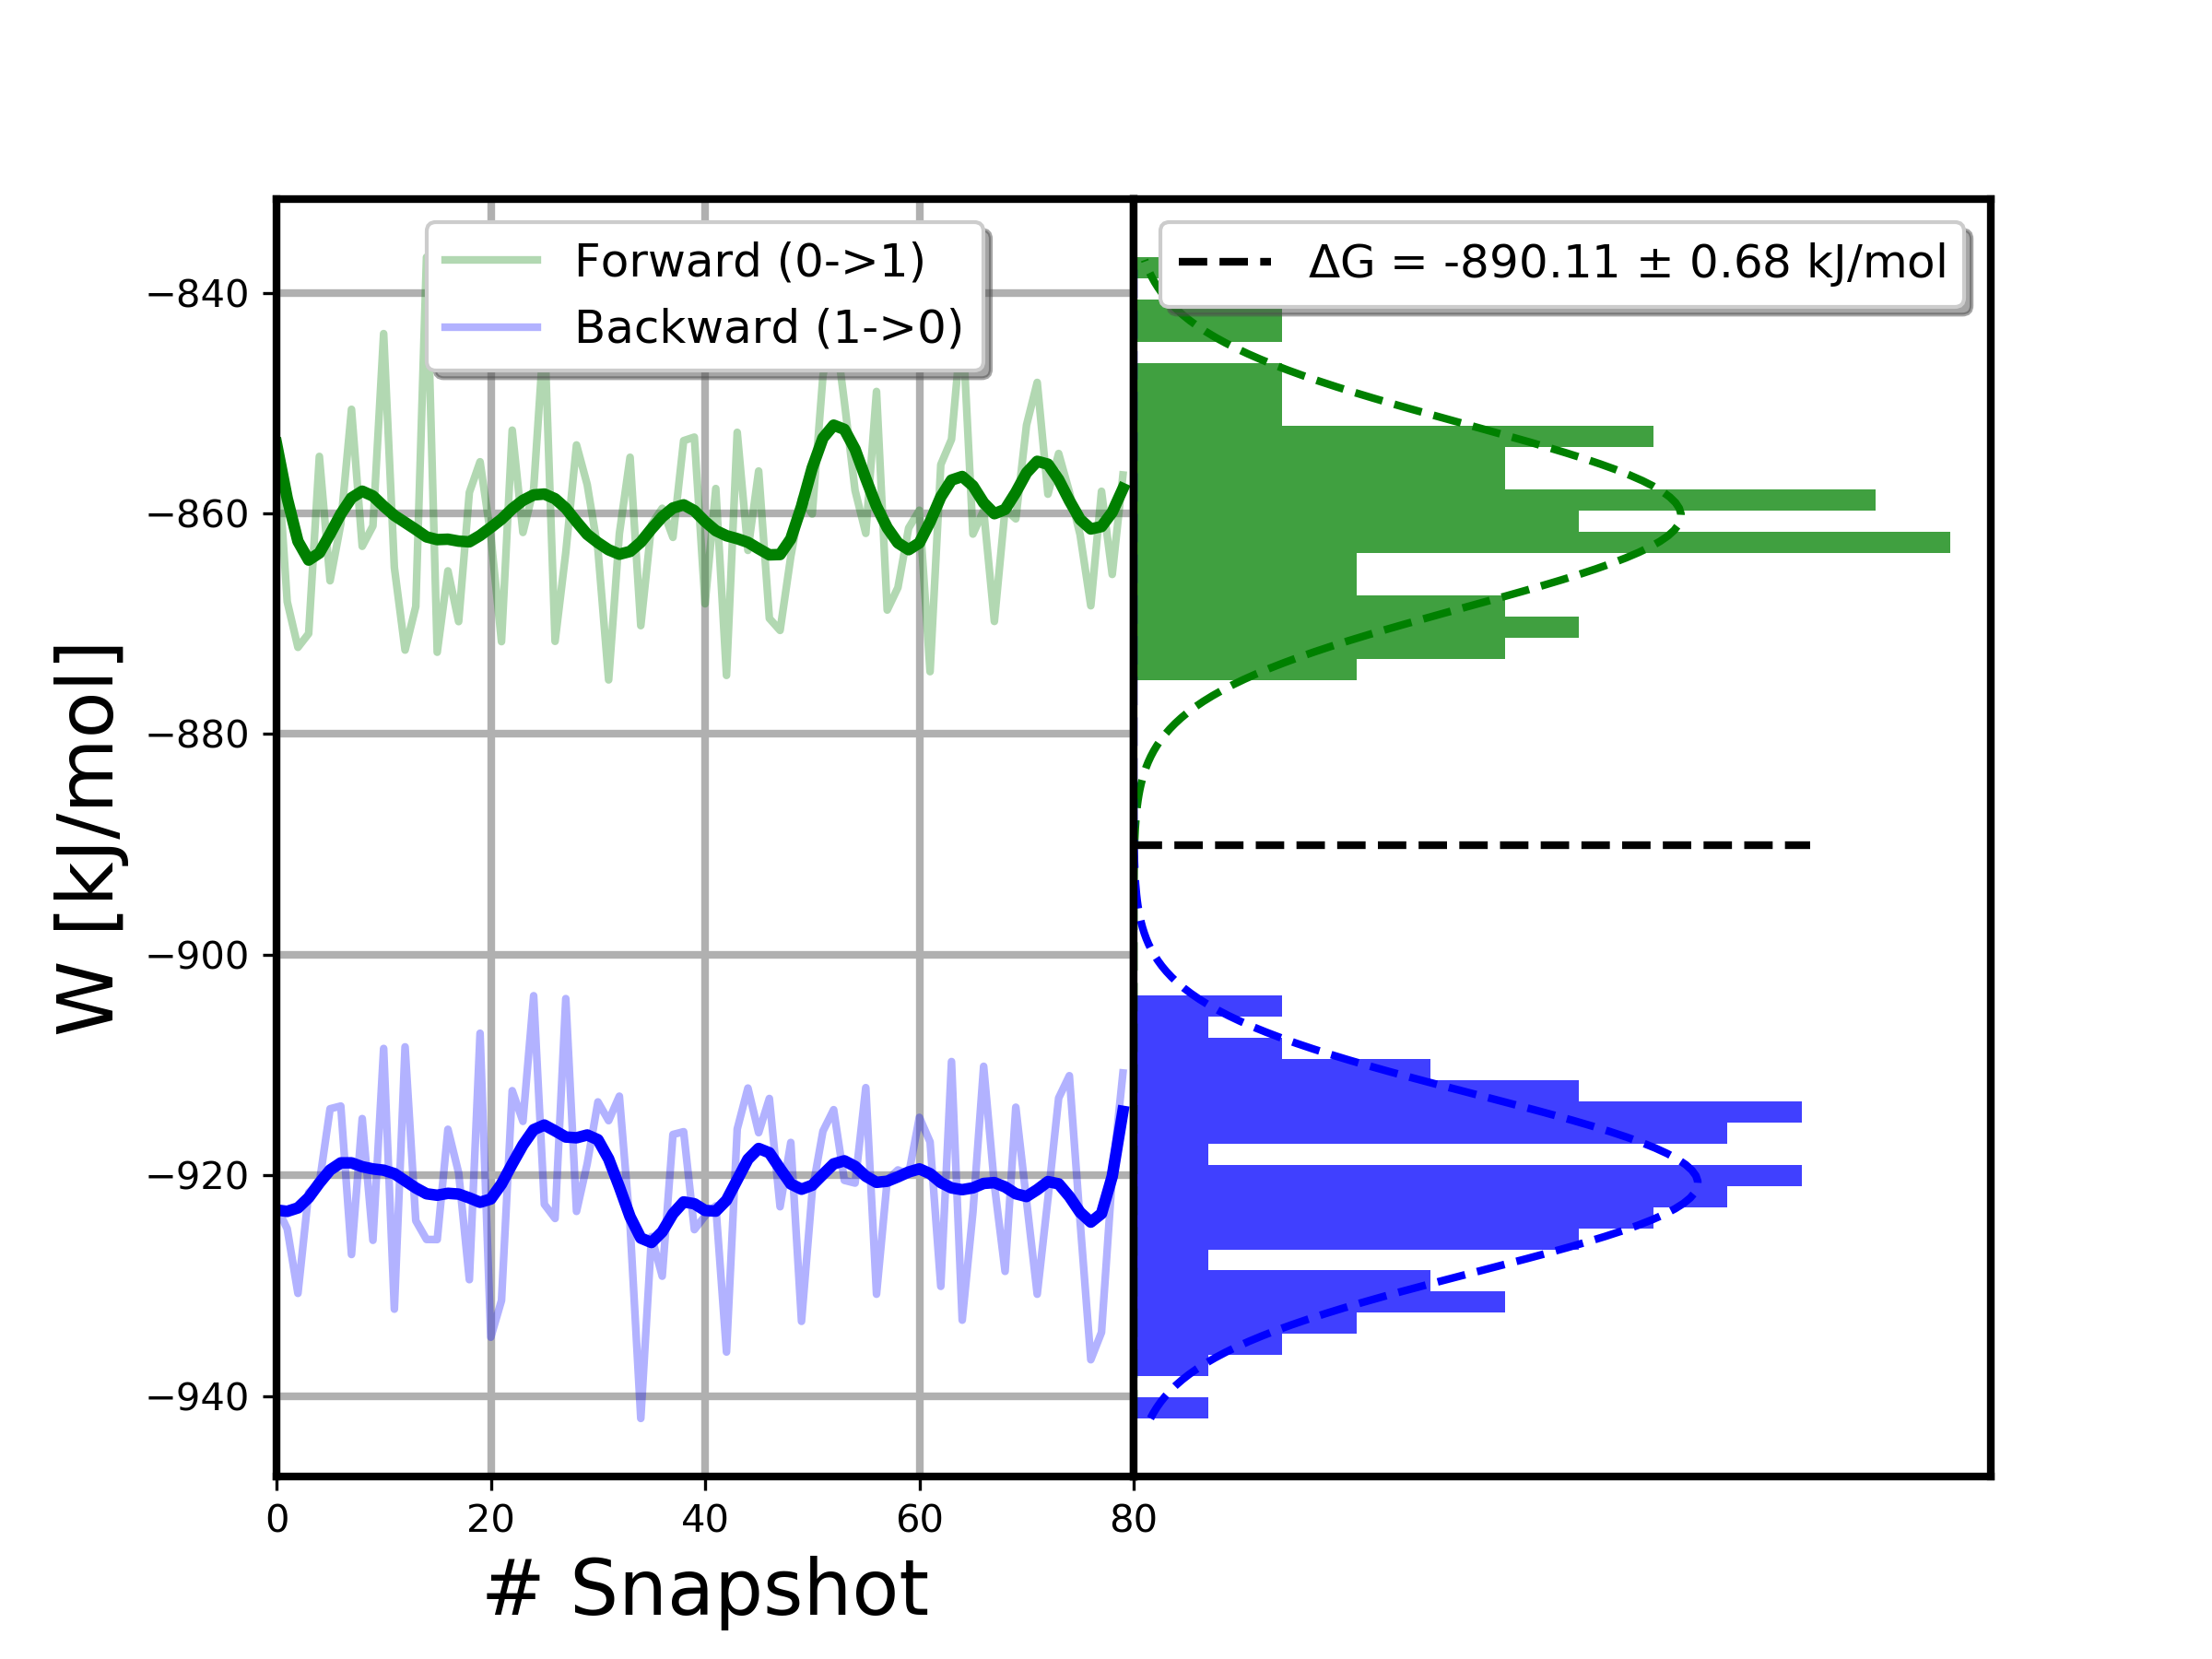 Forward (0->1)
Backward (1->0)
ΔG = -890.11 ± 0.68 kJ/mol
W [kJ/mol]
−840
−860
−880
−900
−920
−940
0 20 40 60 80
# Snapshot